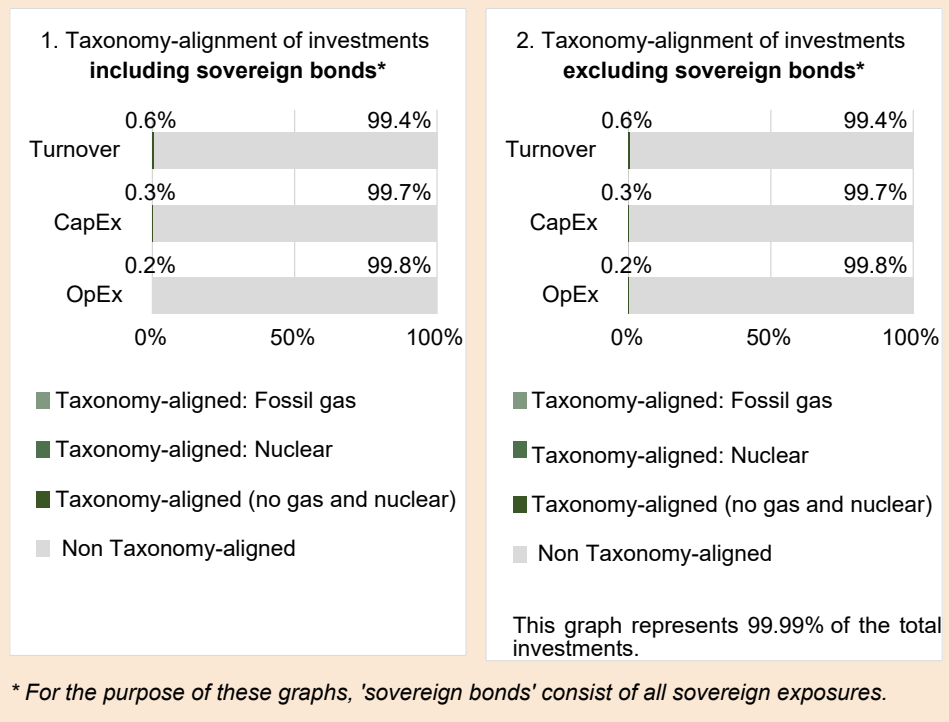 1. Taxonomy-alignment of investments
including sovereign bonds*
0.6% 99.4%
Turnover
0.3% 99.7%
CapEx
0.2% 99.8%
OpEx
0% 50% 100%
Taxonomy-aligned: Fossil gas
Taxonomy-aligned: Nuclear
Taxonomy-aligned (no gas and nuclear)
Non Taxonomy-aligned
2. Taxonomy-alignment of investments
excluding sovereign bonds*
0.6% 99.4%
Turnover
0.3% 99.7%
CapEx
0.2% 99.8%
OpEx
0% 50% 100%
Taxonomy-aligned: Fossil gas
Taxonomy-aligned: Nuclear
Taxonomy-aligned (no gas and nuclear)
Non Taxonomy-aligned
This graph represents 99.99% of the total
investments.
* For the purpose of these graphs, 'sovereign bonds' consist of all sovereign exposures.